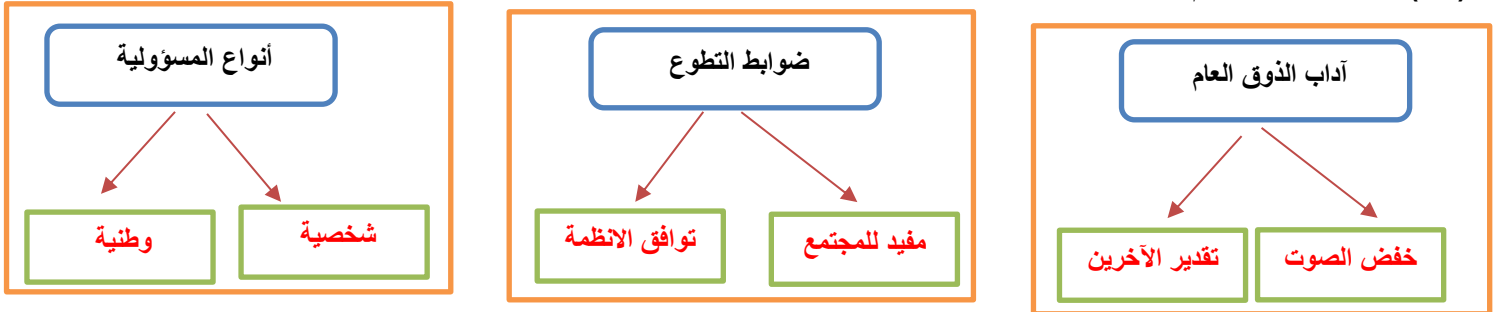 آداب الذوق العام
خفض الصوت
تقدير الآخرين
ضوابط التطوع
مفيد للمجتمع
توافق الانظمة
أنواع المسؤولية
شخصية
وطنية